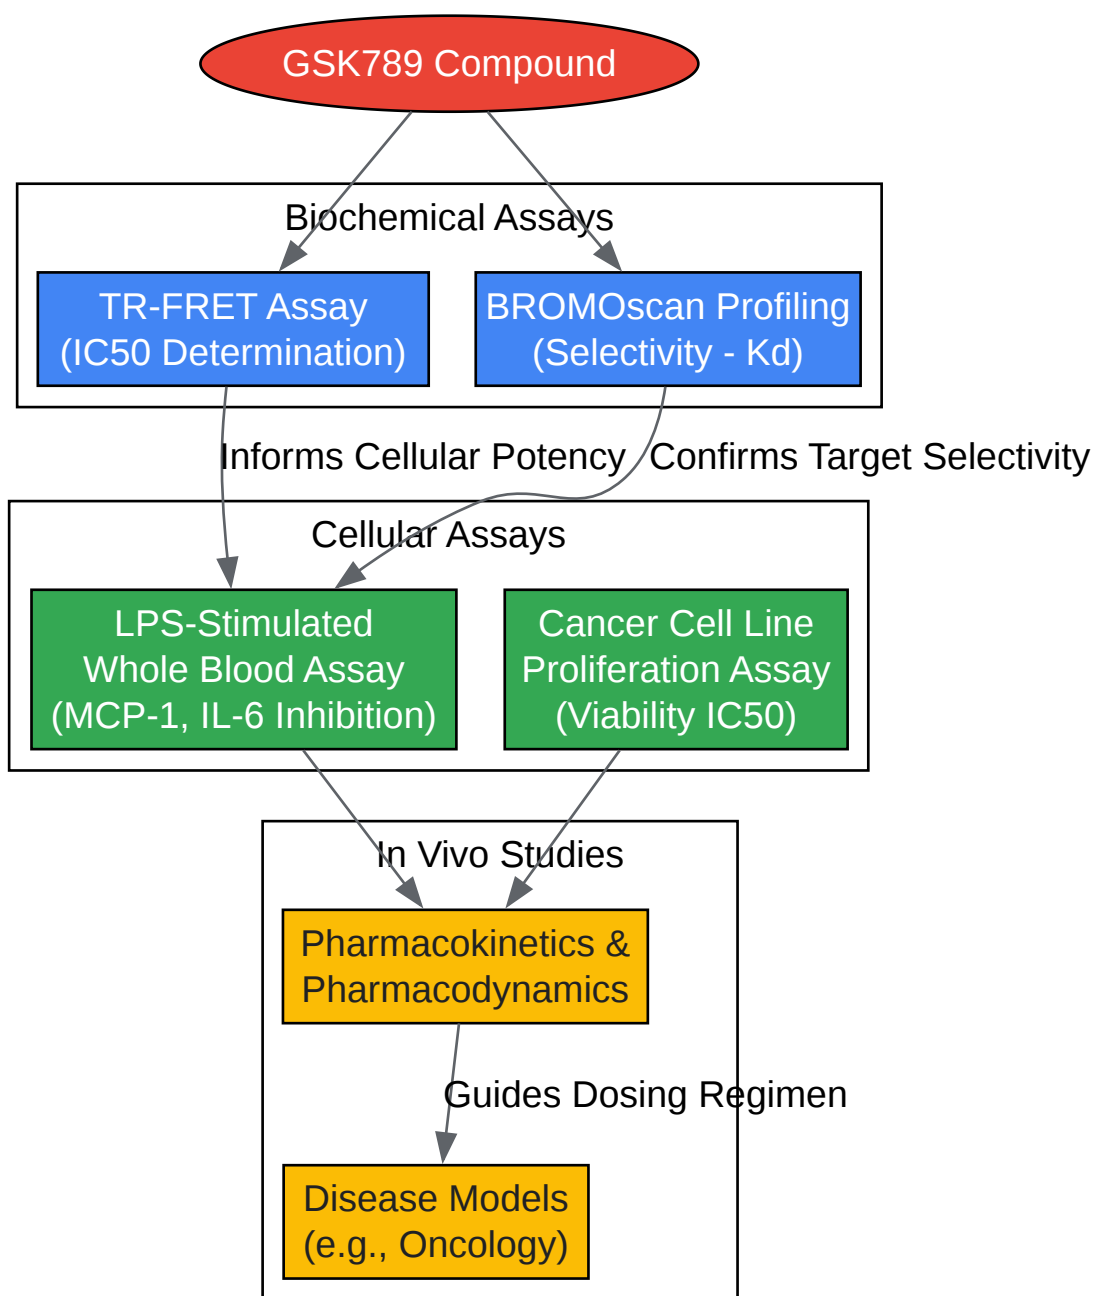 GSK789 Compound
Biochemical Assays
TR-FRET Assay
(IC50 Determination)
BROMOscan Profiling
(Selectivity - Kd)
Informs Cellular Potency
Confirms Target Selectivity
Cellular Assays
LPS-Stimulated
Whole Blood Assay
(MCP-1, IL-6 Inhibition)
Cancer Cell Line
Proliferation Assay
(Viability IC50)
In Vivo Studies
Pharmacokinetics &
Pharmacodynamics
Guides Dosing Regimen
Disease Models
(e.g., Oncology)